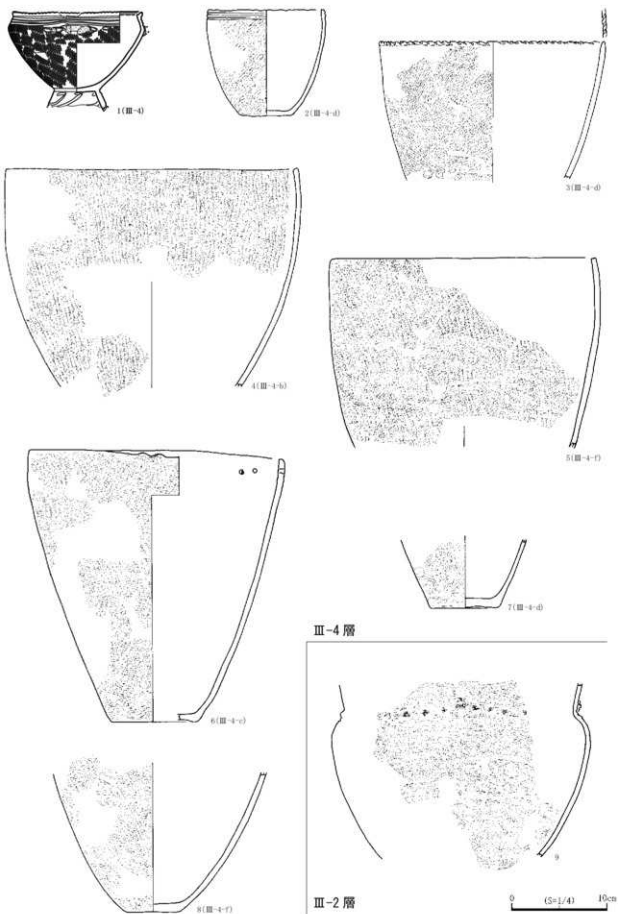 1(Ⅲ-4)
2(Ⅲ-4-d)
3(Ⅲ-4-d)
4(Ⅲ-4-b)
5(Ⅲ-4-f)
6(Ⅲ-4-c)
7(Ⅲ-4-d)
Ⅲ-4層
8(Ⅲ-4-f)
9
Ⅲ-2層
0 (S=1/4) 10cm